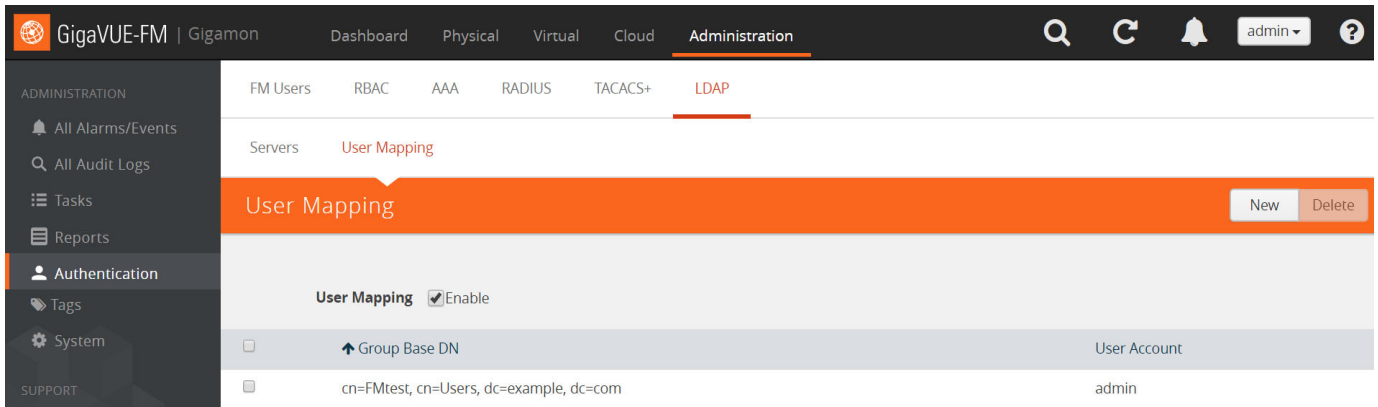 GigaVUE-FM | Gigamon Dashboard Physical Virtual Cloud Administration admin ?
ADMINISTRATION
All Alarms/Events
All Audit Logs
Tasks
Reports
Authentication
Tags
System
SUPPORT
FM Users RBAC AAA RADIUS TACACS+ LDAP
Servers User Mapping
User Mapping New Delete
User Mapping Enable
Group Base DN User Account
cn=FMtest, cn=Users, dc=example, dc=com admin